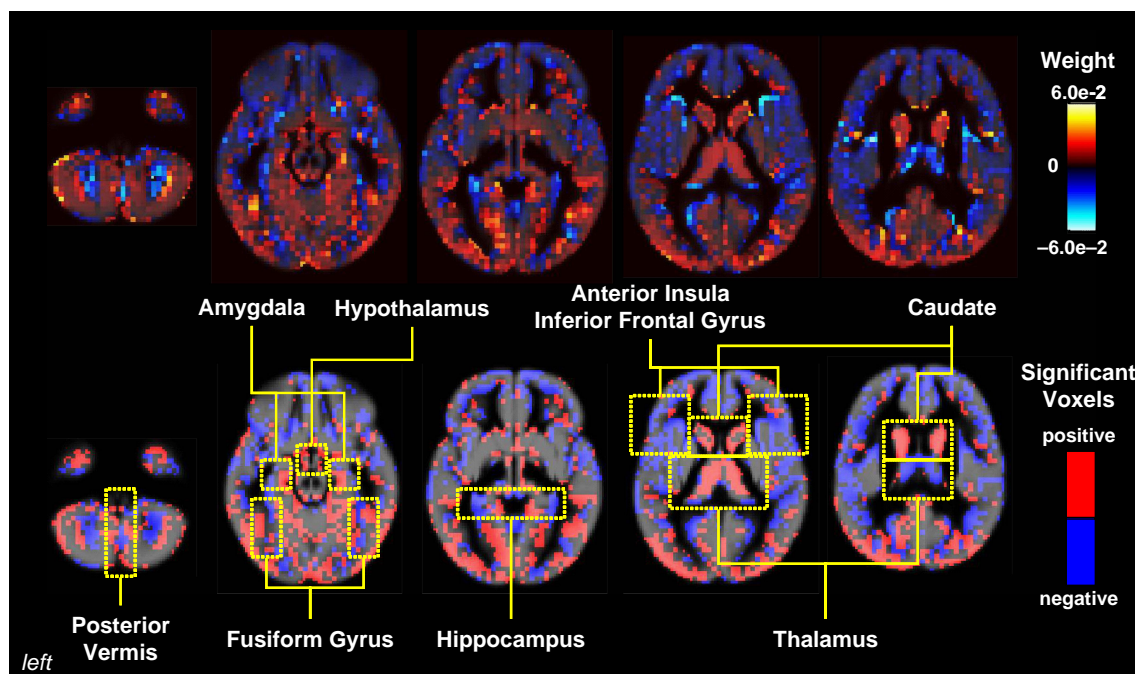 Weight
6.0e-2
0
−6.0e−2
Amygdala
Hypothalamus
Anterior Insula
Inferior Frontal Gyrus
Caudate
Significant
Voxels
positive
negative
Posterior
Vermis
Fusiform Gyrus
Hippocampus
Thalamus
left